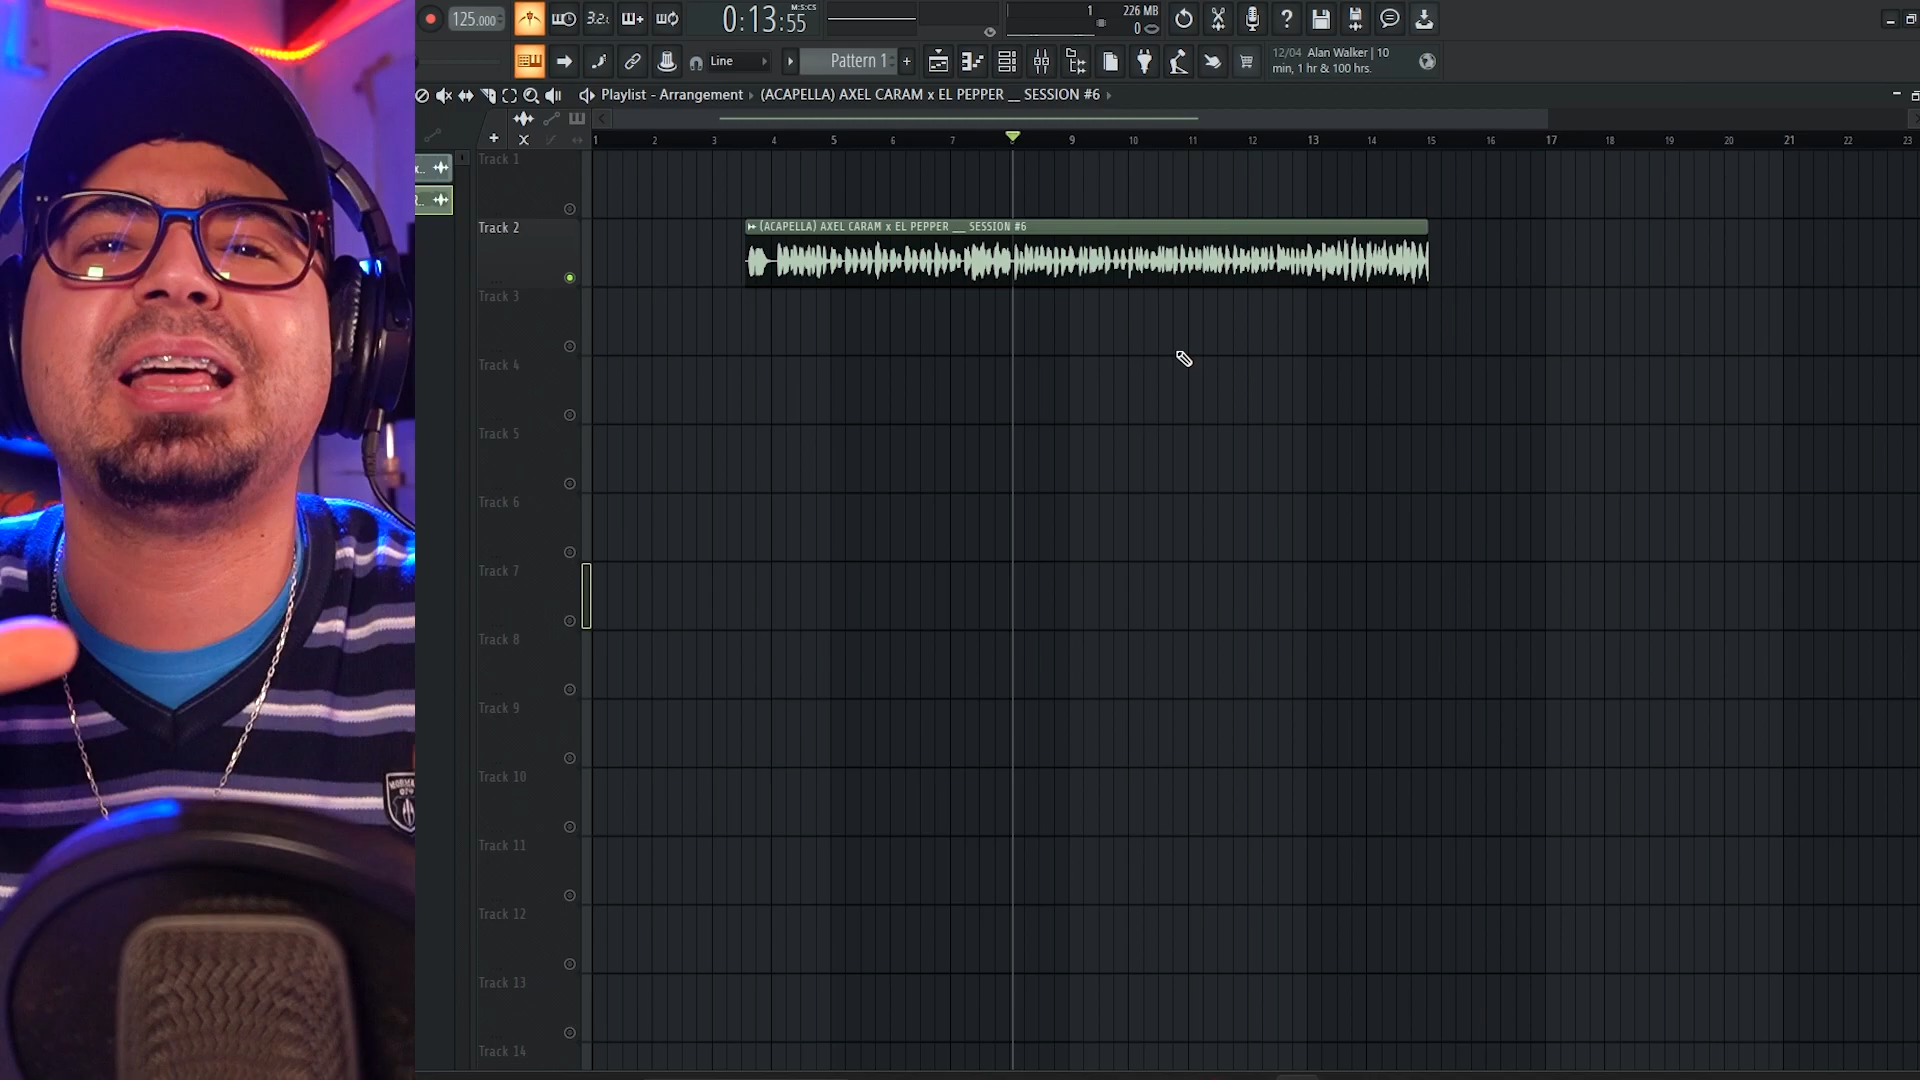 125.000
3.2.
0:13:55
M:S:CS
1
226 MB
0
Line
Pattern 1
+
12/04 Alan Walker | 10
min, 1 hr & 100 hrs.
Playlist - Arrangement ▸ (ACAPELLA) AXEL CARAM x EL PEPPER __ SESSION #6 ▸
1 2 3 4 5 6 7 8 9 10 11 12 13 14 15 16 17 18 19 20 21 22 23
Track 1
Track 2
(ACAPELLA) AXEL CARAM x EL PEPPER __ SESSION #6
Track 3
Track 4
Track 5
Track 6
Track 7
Track 8
Track 9
Track 10
Track 11
Track 12
Track 13
Track 14